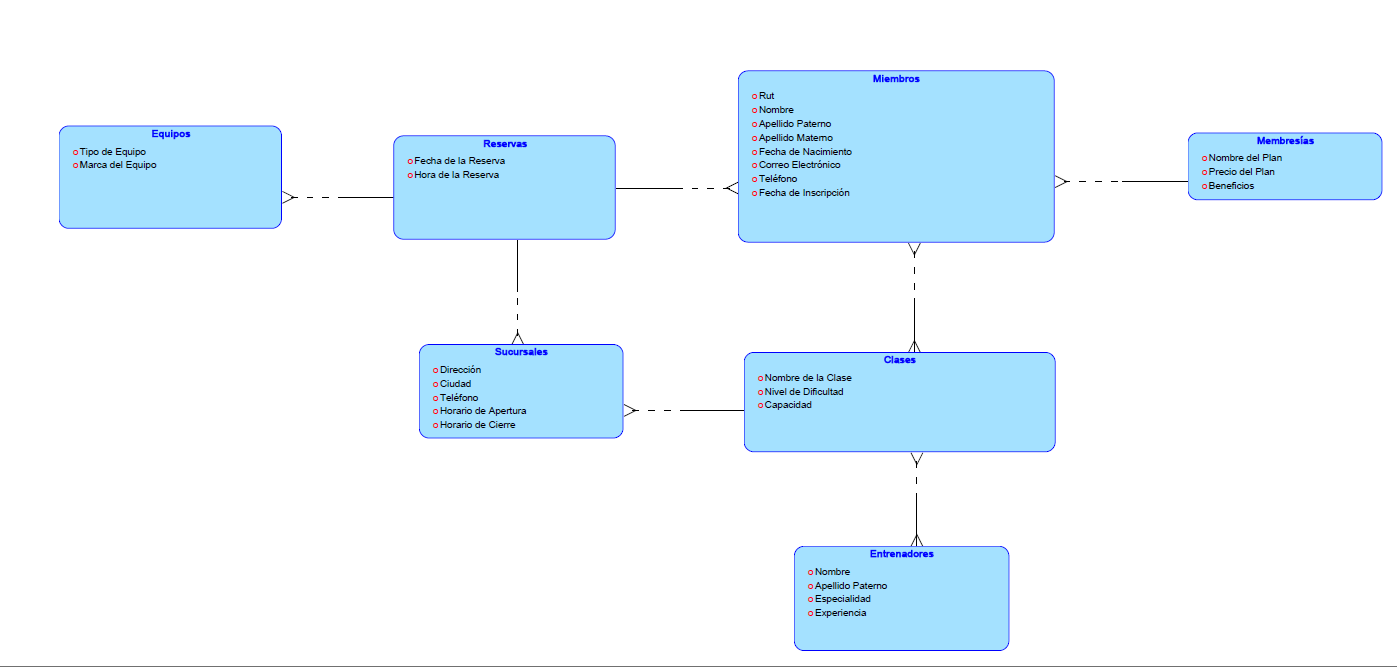 Equipos
Tipo de Equipo
Marca del Equipo
Reservas
Fecha de la Reserva
Hora de la Reserva
Miembros
Rut
Nombre
Apellido Paterno
Apellido Materno
Fecha de Nacimiento
Correo Electrónico
Teléfono
Fecha de Inscripción
Membresías
Nombre del Plan
Precio del Plan
Beneficios
Sucursales
Dirección
Ciudad
Teléfono
Horario de Apertura
Horario de Cierre
Clases
Nombre de la Clase
Nivel de Dificultad
Capacidad
Entrenadores
Nombre
Apellido Paterno
Especialidad
Experiencia